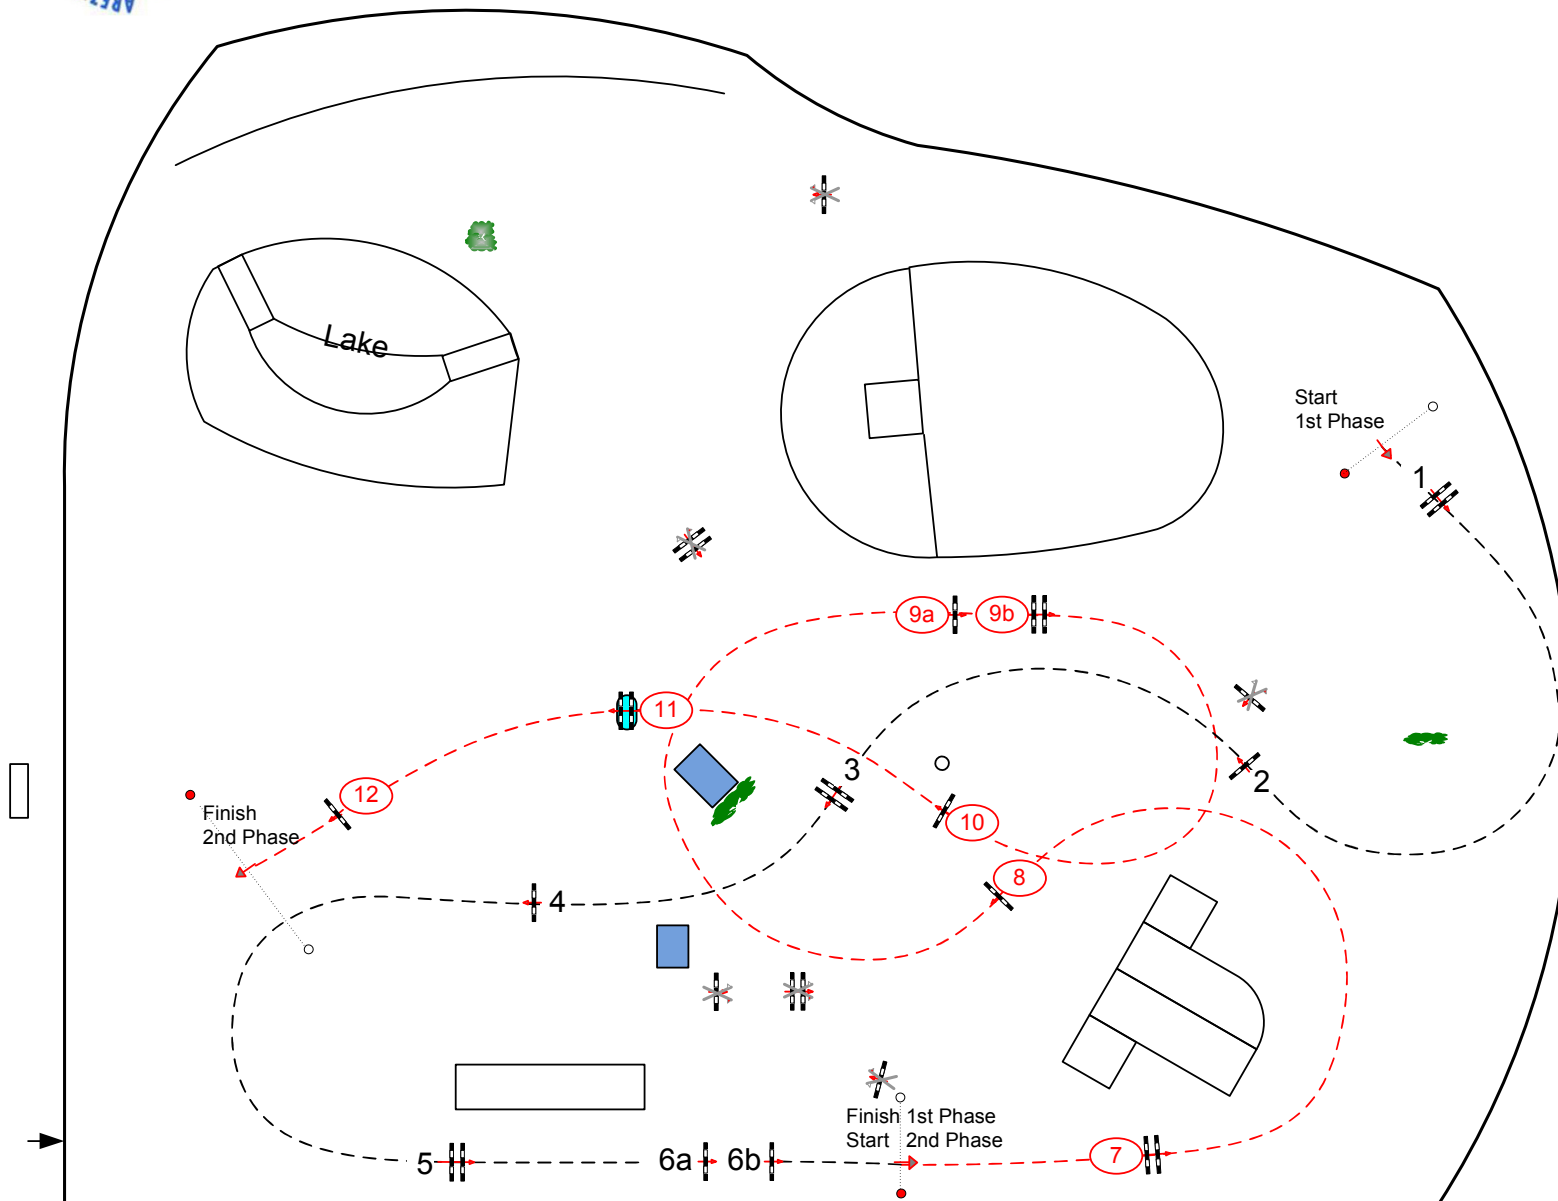 Lake
Start
1st Phase
1
9a
9b
11
3
2
12
Finish
2nd Phase
10
8
4
Finish 1st Phase
Start 2nd Phase
5
6a
6b
7